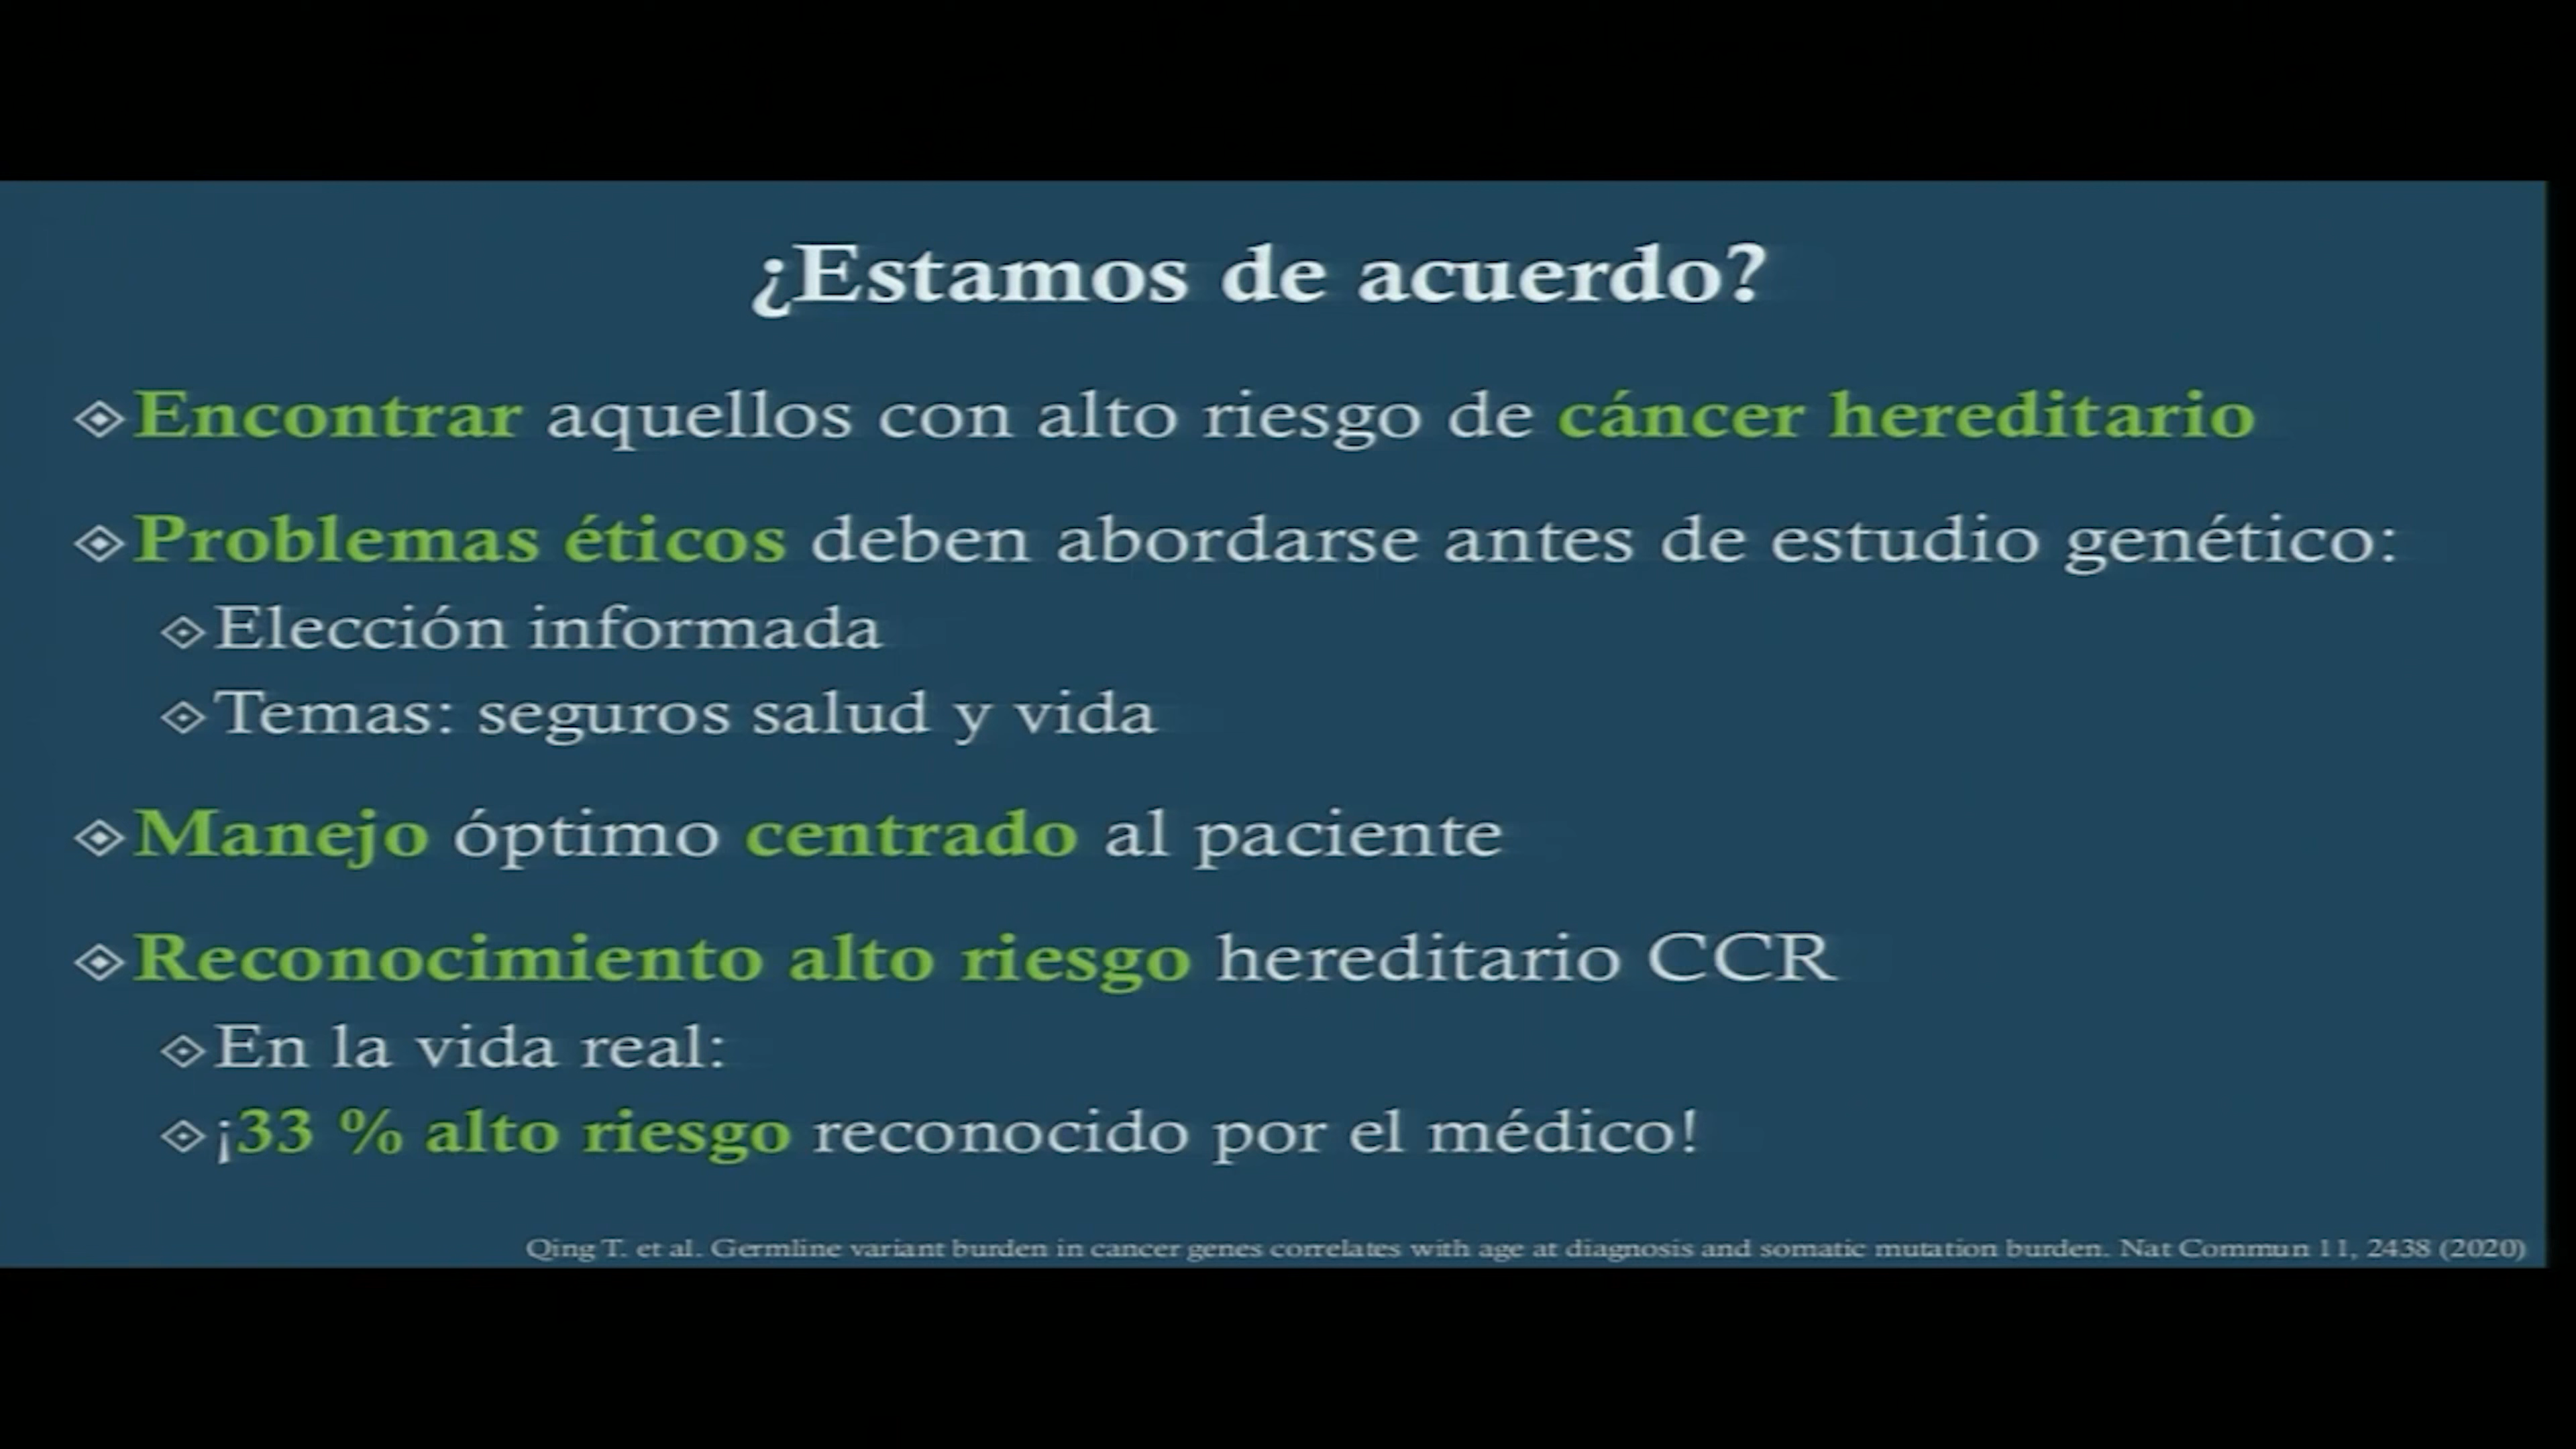 ¿Estamos de acuerdo?
Encontrar aquellos con alto riesgo de cáncer hereditario
Problemas éticos deben abordarse antes de estudio genético:
Elección informada
Temas: seguros salud y vida
Manejo óptimo centrado al paciente
Reconocimiento alto riesgo hereditario CCR
En la vida real:
¡33 % alto riesgo reconocido por el médico!
Qing T. et al. Germline variant burden in cancer genes correlates with age at diagnosis and somatic mutation burden. Nat Commun 11, 2438 (2020)